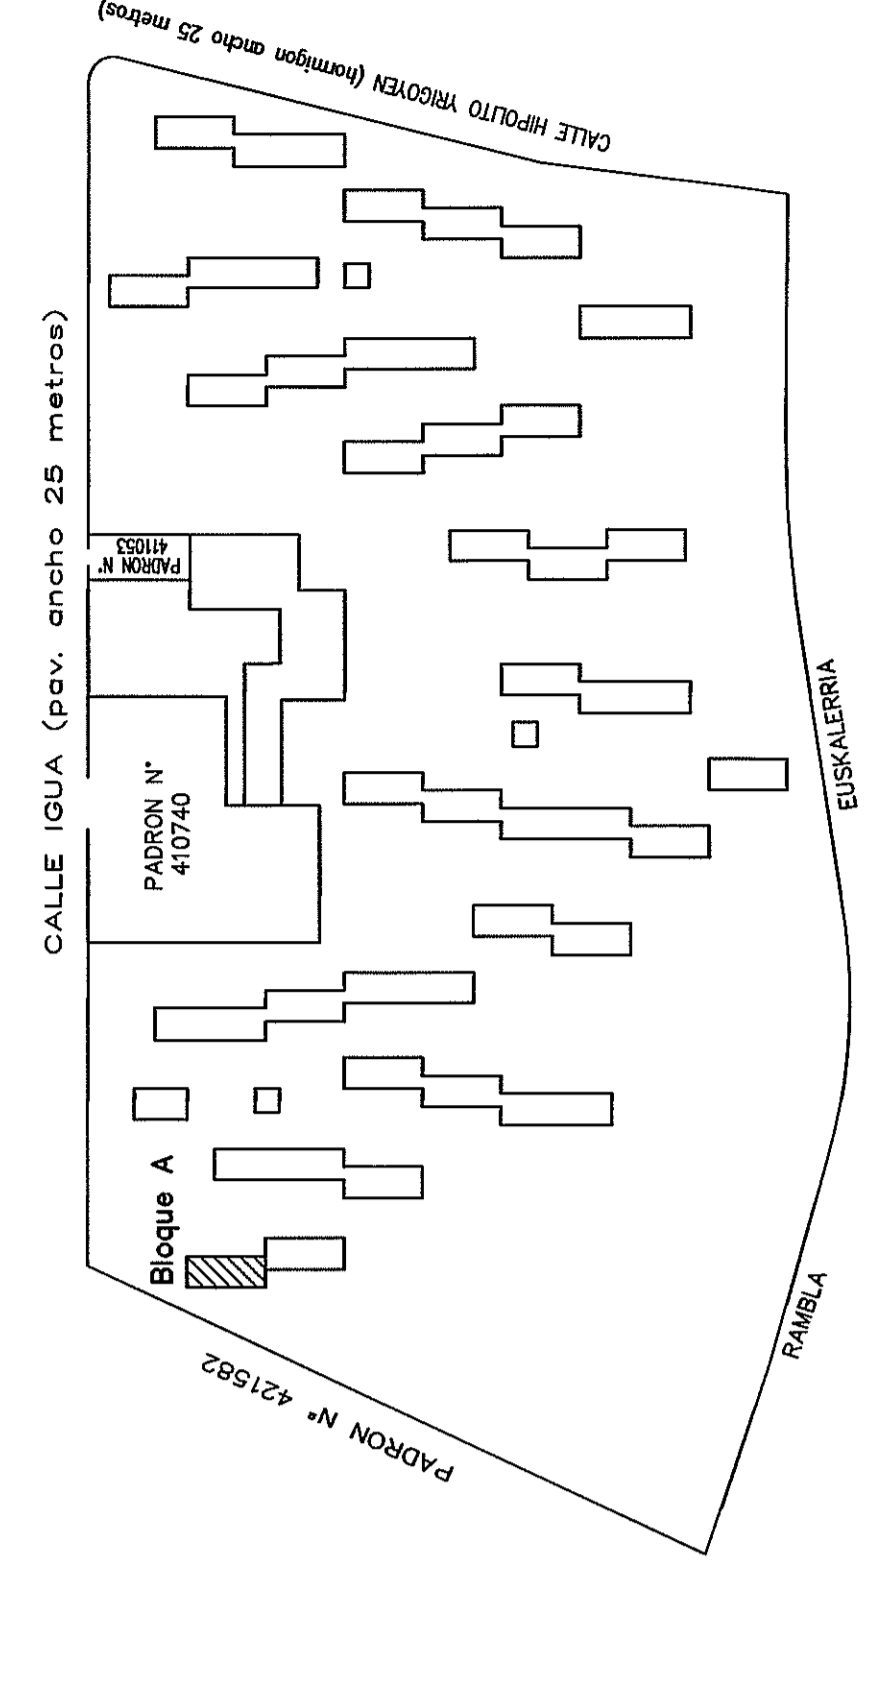 CALLE HIPOLITO YRIGOYEN (hormigon ancho 25 metros)
CALLE IGUA (pav. ancho 25 metros)
PADRON N°
411053
PADRON N°
410740
Bloque A
PADRON N° 421582
RAMBLA
EUSKALERRIA